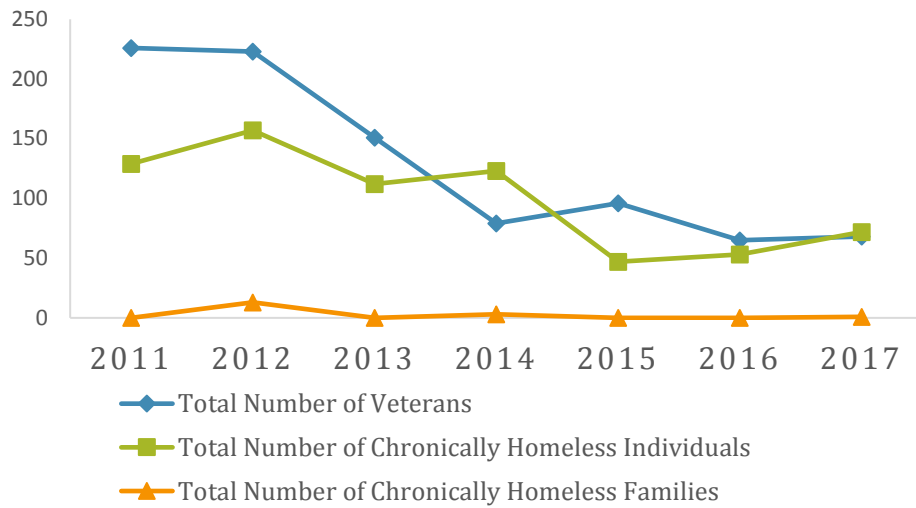 250
200
150
100
50
0
2011 2012 2013 2014 2015 2016 2017
Total Number of Veterans
Total Number of Chronically Homeless Individuals
Total Number of Chronically Homeless Families